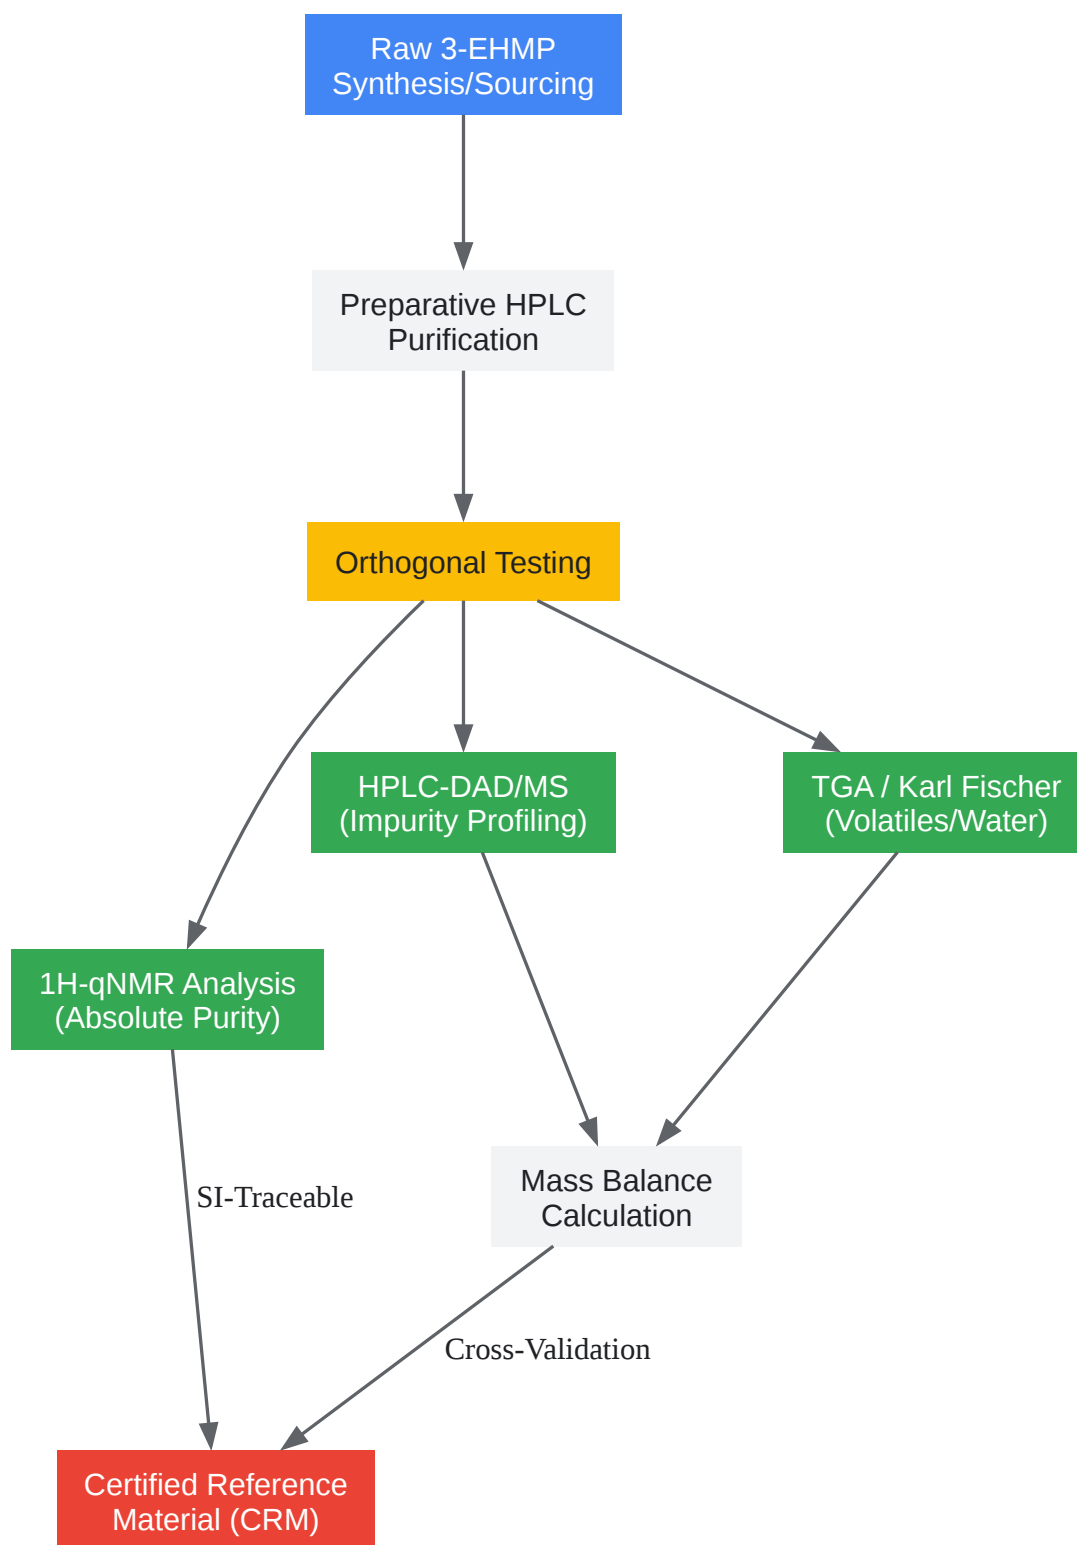 Raw 3-EHMP
Synthesis/Sourcing
Preparative HPLC
Purification
Orthogonal Testing
HPLC-DAD/MS
(Impurity Profiling)
TGA / Karl Fischer
(Volatiles/Water)
1H-qNMR Analysis
(Absolute Purity)
Mass Balance
Calculation
SI-Traceable
Cross-Validation
Certified Reference
Material (CRM)